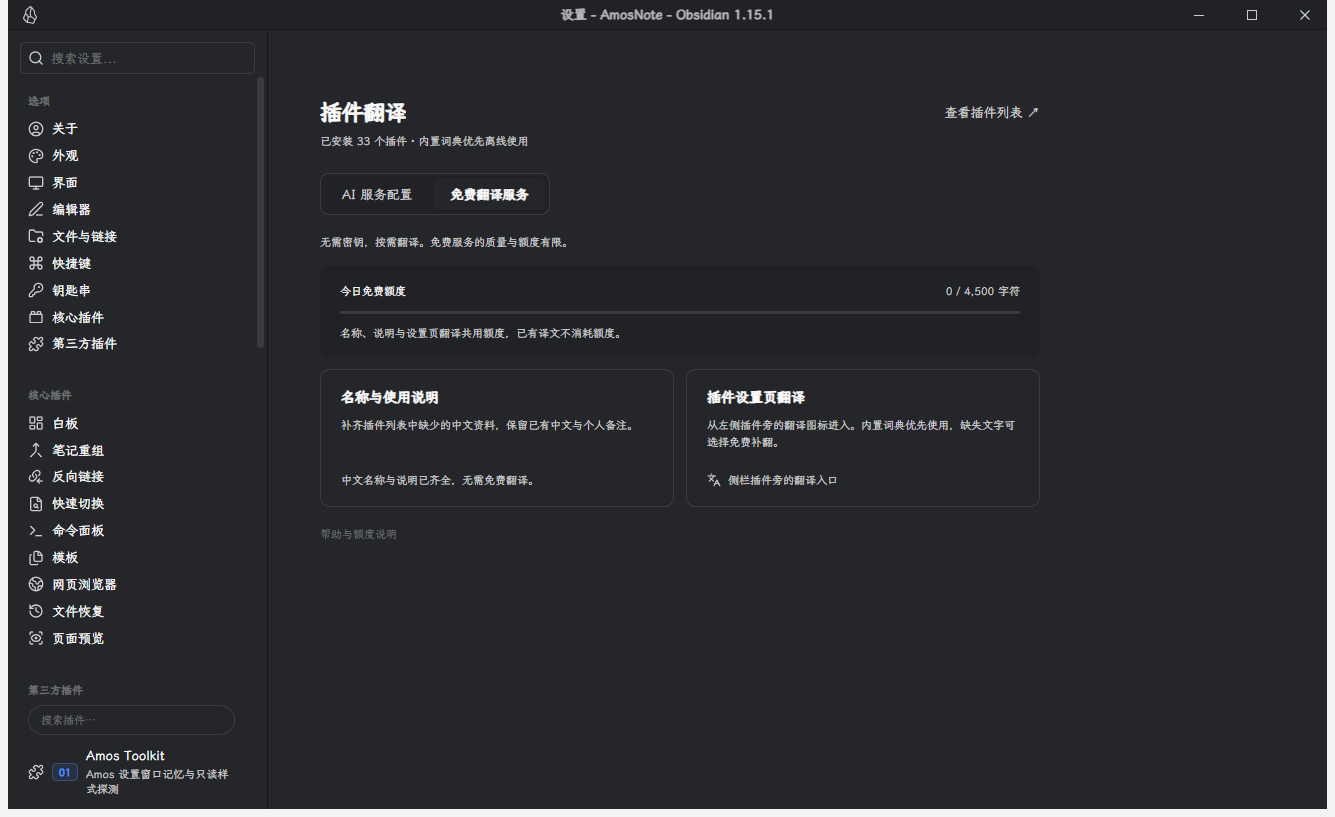 设置 - AmosNote - Obsidian 1.15.1
搜索设置…
选项
关于
外观
界面
编辑器
文件与链接
快捷键
钥匙串
核心插件
第三方插件
核心插件
白板
笔记重组
反向链接
快速切换
命令面板
模板
网页浏览器
文件恢复
页面预览
第三方插件
搜索插件…
01
Amos Toolkit
Amos 设置窗口记忆与只读样
式探测
插件翻译
查看插件列表 ↗
已安装 33 个插件・内置词典优先离线使用
AI 服务配置
免费翻译服务
无需密钥，按需翻译。免费服务的质量与额度有限。
今日免费额度
0 / 4,500 字符
名称、说明与设置页翻译共用额度，已有译文不消耗额度。
名称与使用说明
补齐插件列表中缺少的中文资料，保留已有中文与个人备注。
中文名称与说明已齐全，无需免费翻译。
插件设置页翻译
从左侧插件旁的翻译图标进入。内置词典优先使用，缺失文字可
选择免费补翻。
侧栏插件旁的翻译入口
帮助与额度说明